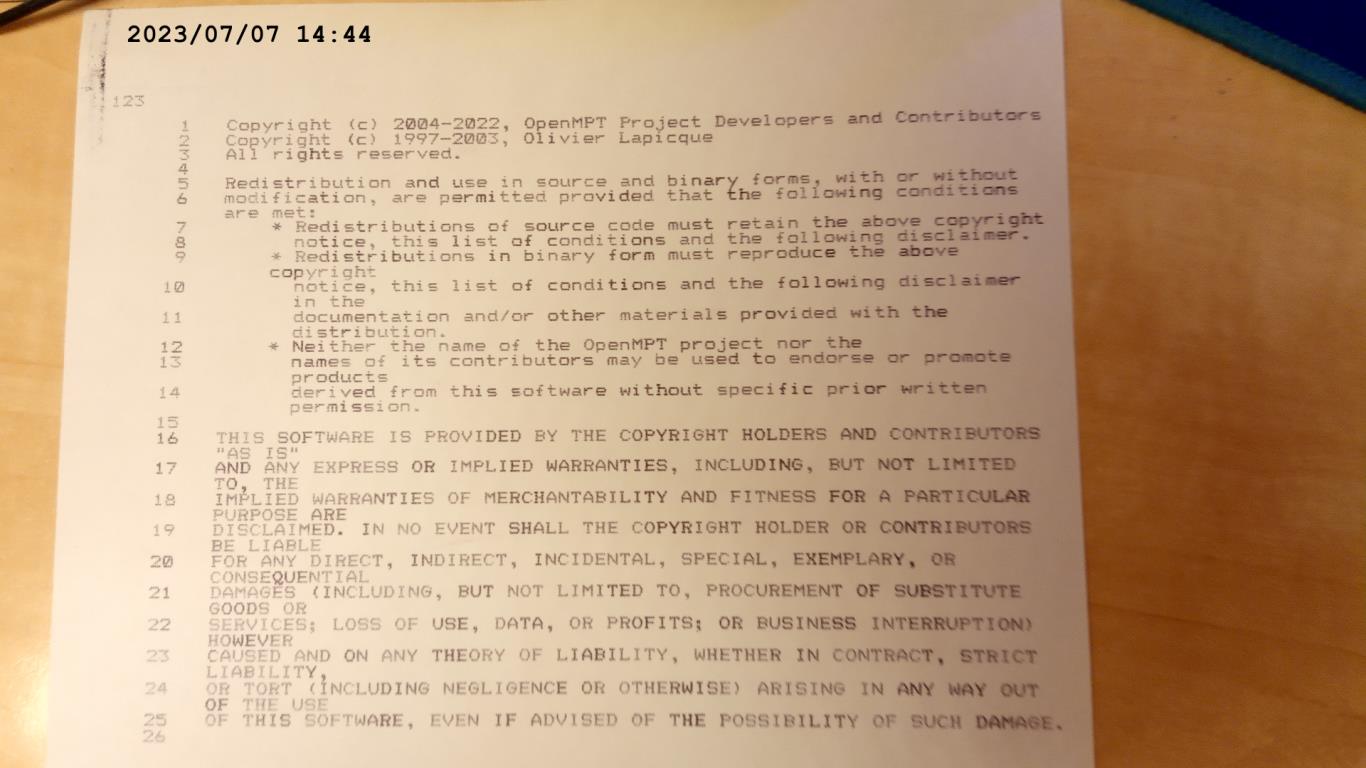 2023/07/07 14:44
123
1 Copyright (c) 2004-2022, OpenMPT Project Developers and Contributors
2 Copyright (c) 1997-2003, Olivier Lapicque
3 All rights reserved.
4
5 Redistribution and use in source and binary forms, with or without
6 modification, are permitted provided that the following conditions
are met:
7 * Redistributions of source code must retain the above copyright
8 notice, this list of conditions and the following disclaimer.
9 * Redistributions in binary form must reproduce the above
copyright
10 notice, this list of conditions and the following disclaimer
in the
11 documentation and/or other materials provided with the
distribution.
12 * Neither the name of the OpenMPT project nor the
13 names of its contributors may be used to endorse or promote
products
14 derived from this software without specific prior written
permission.
15
16 THIS SOFTWARE IS PROVIDED BY THE COPYRIGHT HOLDERS AND CONTRIBUTORS
"AS IS"
17 AND ANY EXPRESS OR IMPLIED WARRANTIES, INCLUDING, BUT NOT LIMITED
TO, THE
18 IMPLIED WARRANTIES OF MERCHANTABILITY AND FITNESS FOR A PARTICULAR
PURPOSE ARE
19 DISCLAIMED. IN NO EVENT SHALL THE COPYRIGHT HOLDER OR CONTRIBUTORS
BE LIABLE
20 FOR ANY DIRECT, INDIRECT, INCIDENTAL, SPECIAL, EXEMPLARY, OR
CONSEQUENTIAL
21 DAMAGES (INCLUDING, BUT NOT LIMITED TO, PROCUREMENT OF SUBSTITUTE
GOODS OR
22 SERVICES; LOSS OF USE, DATA, OR PROFITS; OR BUSINESS INTERRUPTION)
HOWEVER
23 CAUSED AND ON ANY THEORY OF LIABILITY, WHETHER IN CONTRACT, STRICT
LIABILITY,
24 OR TORT (INCLUDING NEGLIGENCE OR OTHERWISE) ARISING IN ANY WAY OUT
OF THE USE
25 OF THIS SOFTWARE, EVEN IF ADVISED OF THE POSSIBILITY OF SUCH DAMAGE.
26